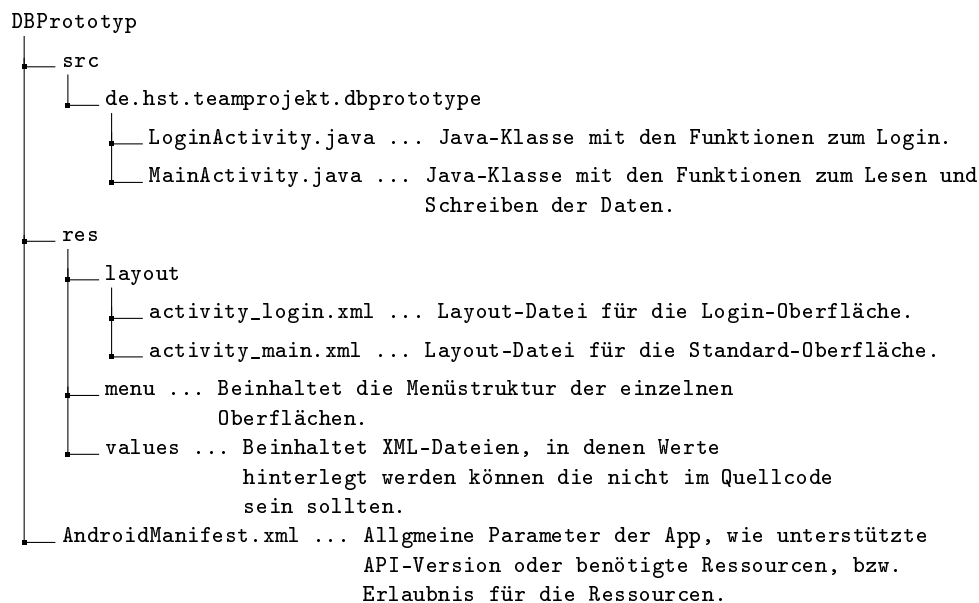 DBPrototyp
src
de.hst.teamprojekt.dbprototype
LoginActivity.java ... Java-Klasse mit den Funktionen zum Login.
MainActivity.java ... Java-Klasse mit den Funktionen zum Lesen und
Schreiben der Daten.
res
layout
activity_login.xml ... Layout-Datei für die Login-Oberfläche.
activity_main.xml ... Layout-Datei für die Standard-Oberfläche.
menu ... Beinhaltet die Menüstruktur der einzelnen
Oberflächen.
values ... Beinhaltet XML-Dateien, in denen Werte
hinterlegt werden können die nicht im Quellcode
sein sollten.
AndroidManifest.xml ... Allgmeine Parameter der App, wie unterstützte
API-Version oder benötigte Ressourcen, bzw.
Erlaubnis für die Ressourcen.